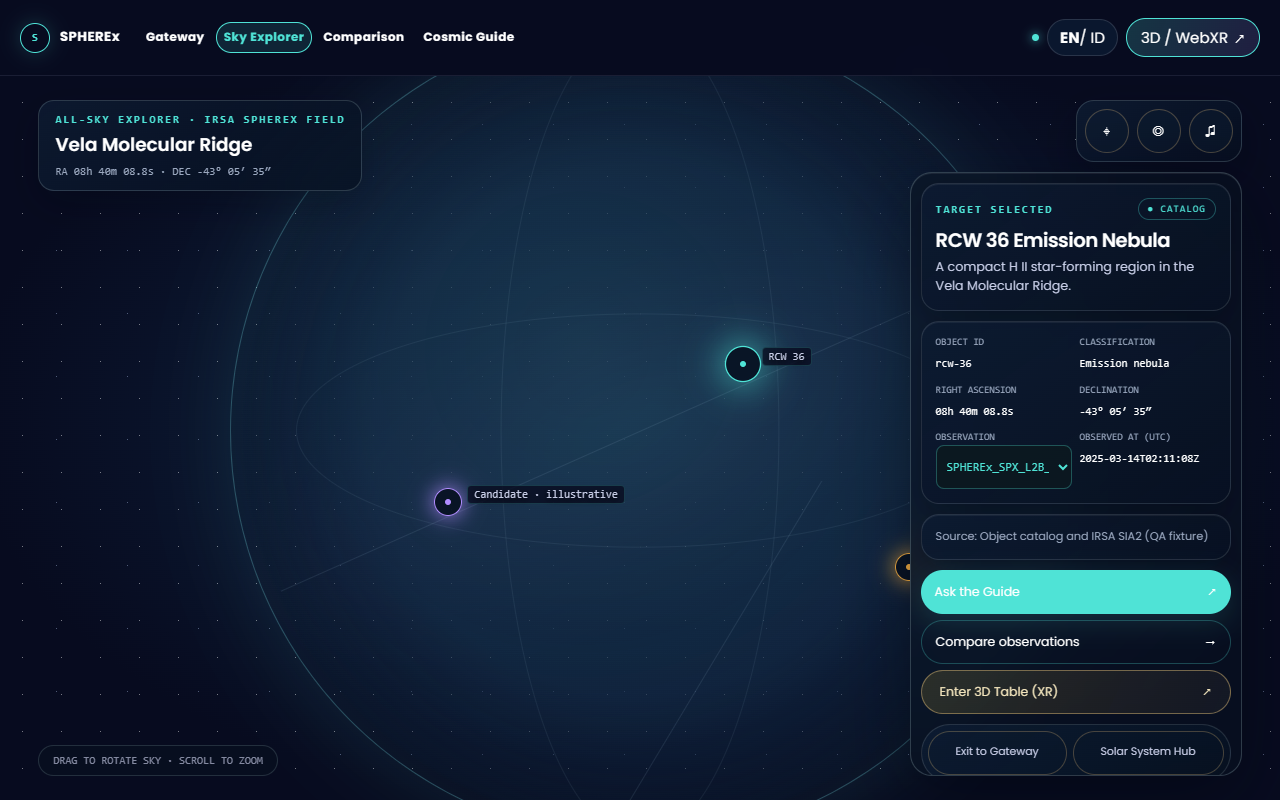 S SPHEREx Gateway Sky Explorer Comparison Cosmic Guide EN/ ID 3D / WebXR ↗
ALL-SKY EXPLORER · IRSA SPHEREX FIELD
Vela Molecular Ridge
RA 08h 40m 08.8s · DEC -43° 05′ 35″
TARGET SELECTED
CATALOG
RCW 36 Emission Nebula
A compact H II star-forming region in the
Vela Molecular Ridge.
OBJECT ID
CLASSIFICATION
rcw-36
Emission nebula
RIGHT ASCENSION
DECLINATION
08h 40m 08.8s
-43° 05′ 35″
OBSERVATION
OBSERVED AT (UTC)
SPHEREx_SPX_L2B_
2025-03-14T02:11:08Z
Source: Object catalog and IRSA SIA2 (QA fixture)
Ask the Guide ↗
Compare observations →
Enter 3D Table (XR) ↗
Exit to Gateway
Solar System Hub
RCW 36
Candidate · illustrative
DRAG TO ROTATE SKY · SCROLL TO ZOOM